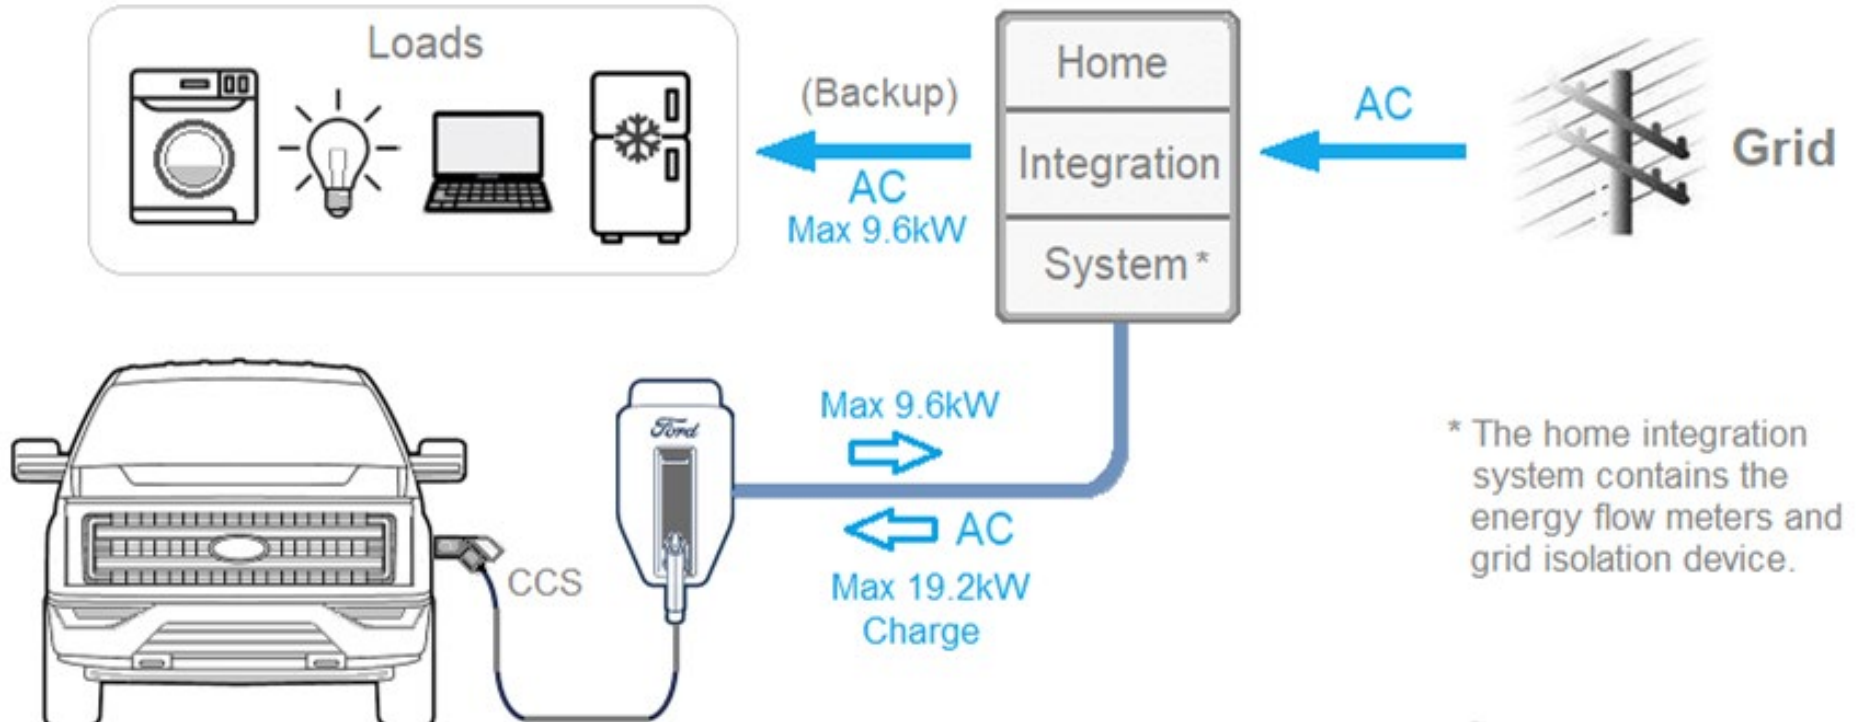 Loads
(Backup)
AC
Max 9.6kW
Home
Integration
System *
AC
Grid
Ford
CCS
Max 9.6kW
AC
Max 19.2kW
Charge
* The home integration
system contains the
energy flow meters and
grid isolation device.